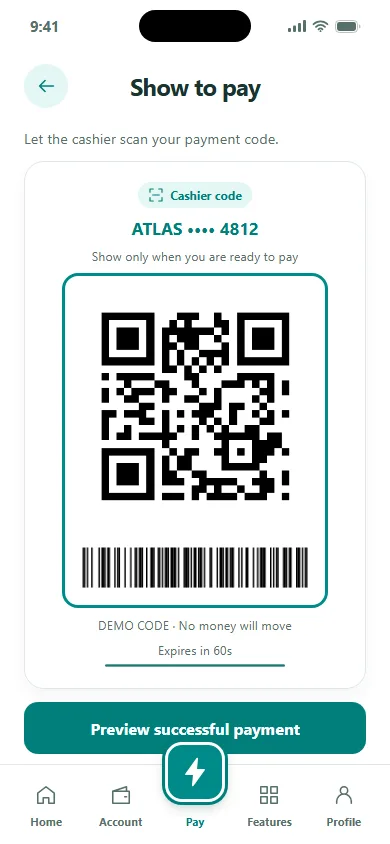 9:41
Show to pay
Let the cashier scan your payment code.
Cashier code
ATLAS •••• 4812
Show only when you are ready to pay
DEMO CODE · No money will move
Expires in 60s
Preview successful payment
Home Account Pay Features Profile